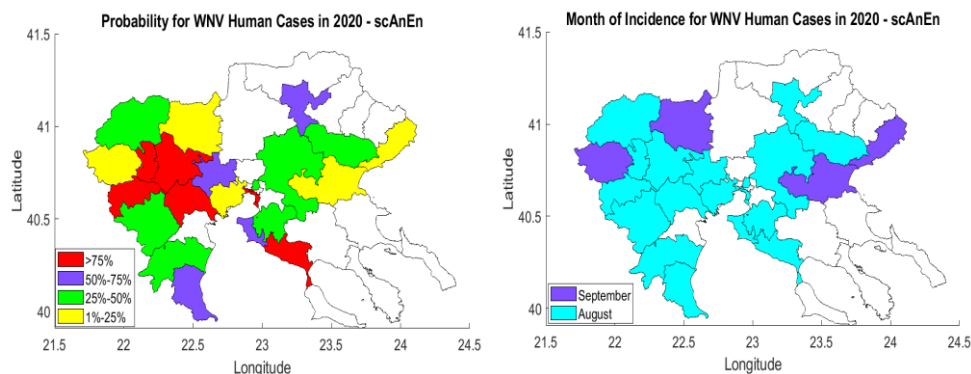 Probability for WNV Human Cases in 2020 - scAnEn
41.5
41
40.5
40
Latitude
>75%
50%-75%
25%-50%
1%-25%
21.5 22 22.5 23 23.5 24 24.5
Longitude
Month of Incidence for WNV Human Cases in 2020 - scAnEn
41.5
41
40.5
40
Latitude
September
August
21.5 22 22.5 23 23.5 24 24.5
Longitude